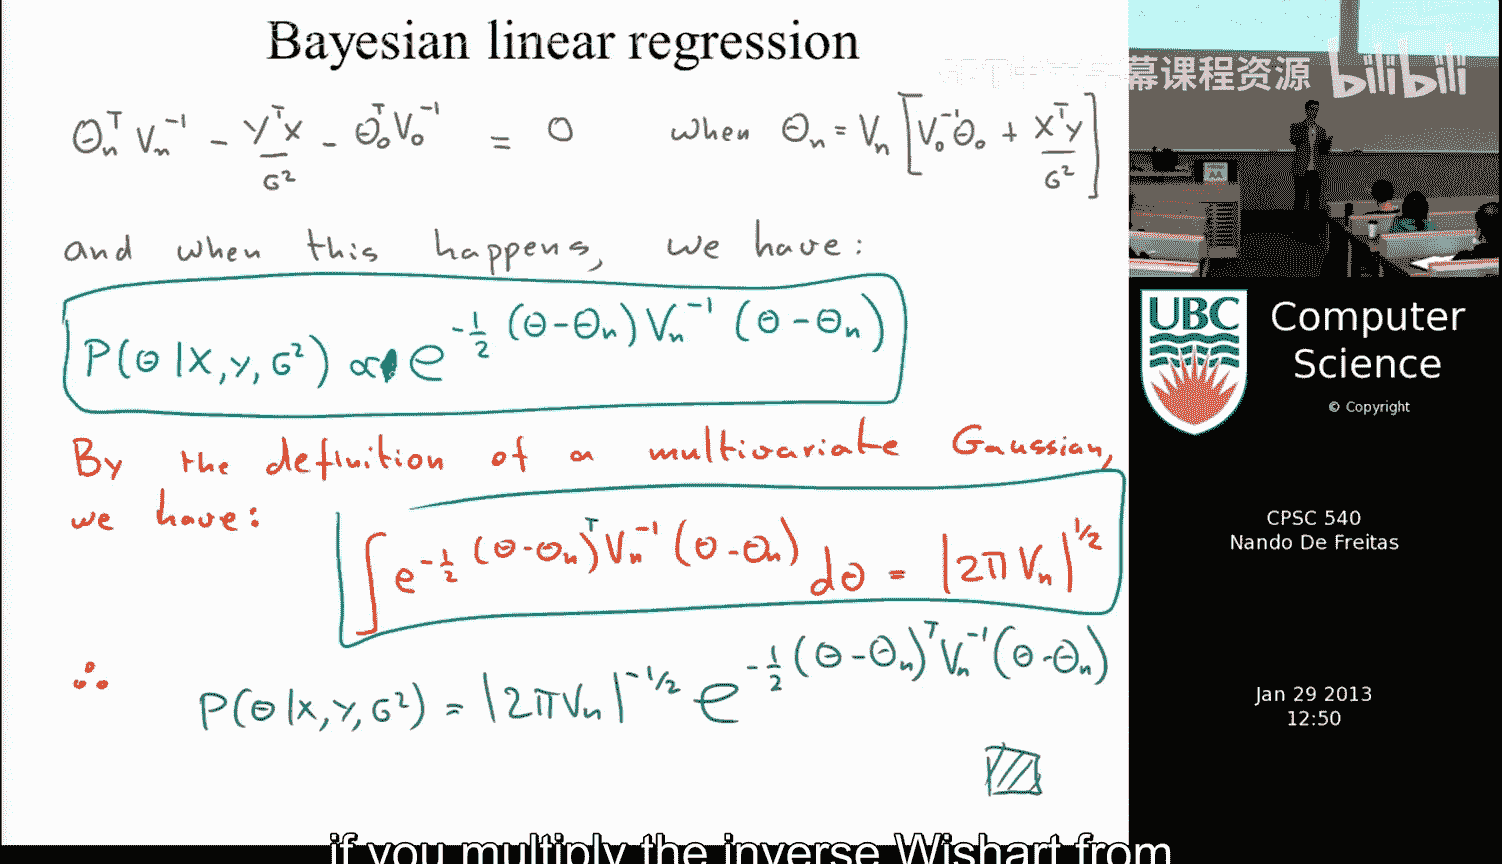 Bayesian linear regression
θₙᵀ Vₙ⁻¹ - yᵀX/σ² - θ₀ᵀV₀⁻¹ = 0 when θₙ = Vₙ [V₀⁻¹θ₀ + Xᵀy/σ²]
and when this happens, we have:
P(θ|X,y,σ²) ∝ e^{-½ (θ-θₙ) Vₙ⁻¹ (θ-θₙ)}
By the definition of a multivariate Gaussian,
we have:
∫ e^{-½ (θ-θₙ)ᵀ Vₙ⁻¹ (θ-θₙ)} dθ = |2πVₙ|^{1/2}
∴ P(θ|X,y,σ²) = |2πVₙ|^{-1/2} e^{-½ (θ-θₙ)ᵀ Vₙ⁻¹ (θ-θₙ)}
if you multiply the inverse Wishart from
幕课程资源 bilibili
UBC
Computer
Science
© Copyright
CPSC 540
Nando De Freitas
Jan 29 2013
12:50